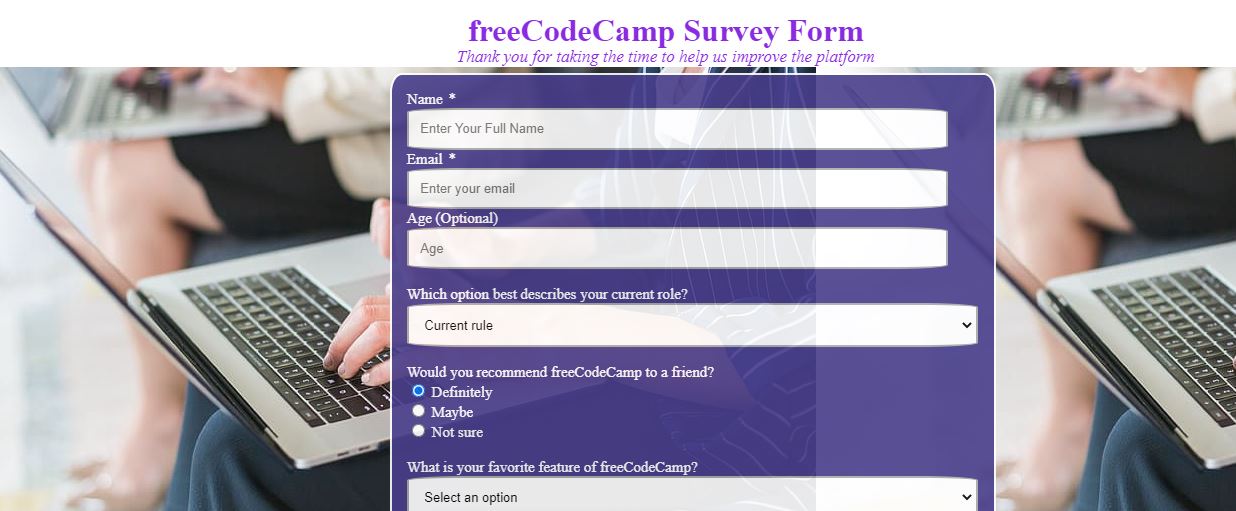 freeCodeCamp Survey Form
Thank you for taking the time to help us improve the platform
Name *
Enter Your Full Name
Email *
Enter your email
Age (Optional)
Age
Which option best describes your current role?
Current rule
Would you recommend freeCodeCamp to a friend?
Definitely
Maybe
Not sure
What is your favorite feature of freeCodeCamp?
Select an option